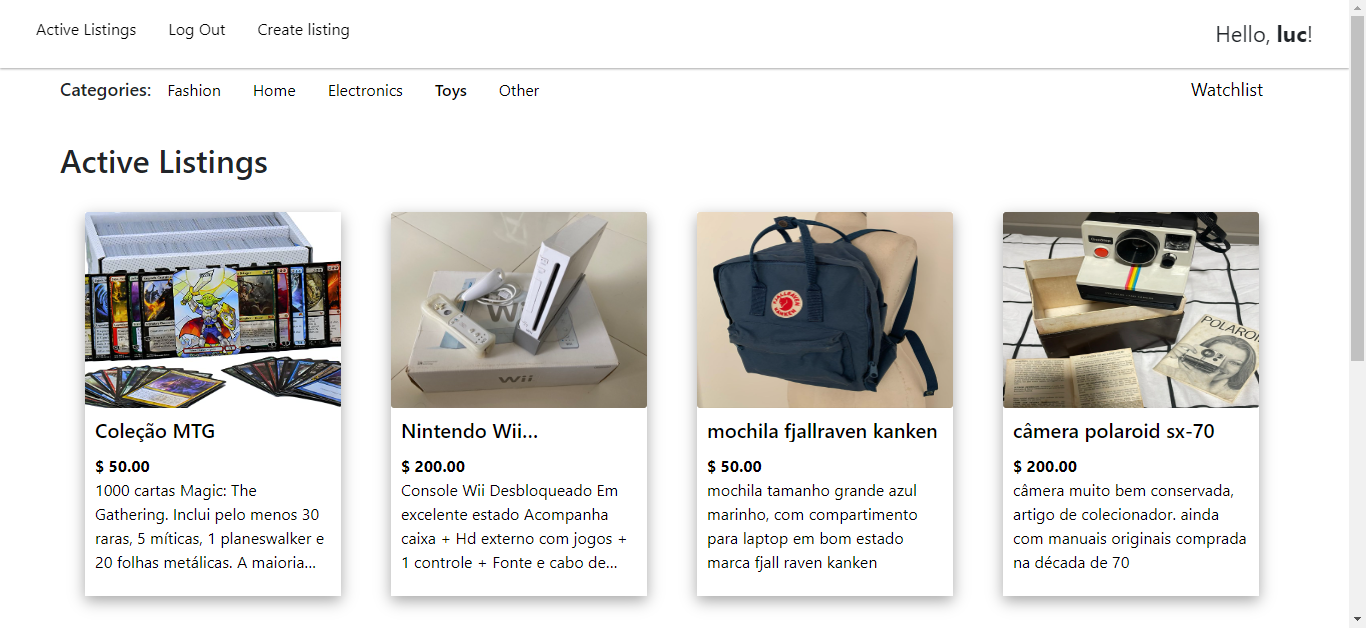 Active Listings Log Out Create listing Hello, luc!
Categories: Fashion Home Electronics Toys Other Watchlist
Active Listings
Wii
FJÄLLRÄVEN
KÅNKEN
POLAROI
Coleção MTG
$ 50.00
1000 cartas Magic: The
Gathering. Inclui pelo menos 30
raras, 5 míticas, 1 planeswalker e
20 folhas metálicas. A maioria...
Nintendo Wii...
$ 200.00
Console Wii Desbloqueado Em
excelente estado Acompanha
caixa + Hd externo com jogos +
1 controle + Fonte e cabo de...
mochila fjallraven kanken
$ 50.00
mochila tamanho grande azul
marinho, com compartimento
para laptop em bom estado
marca fjall raven kanken
câmera polaroid sx-70
$ 200.00
câmera muito bem conservada,
artigo de colecionador. ainda
com manuais originais comprada
na década de 70